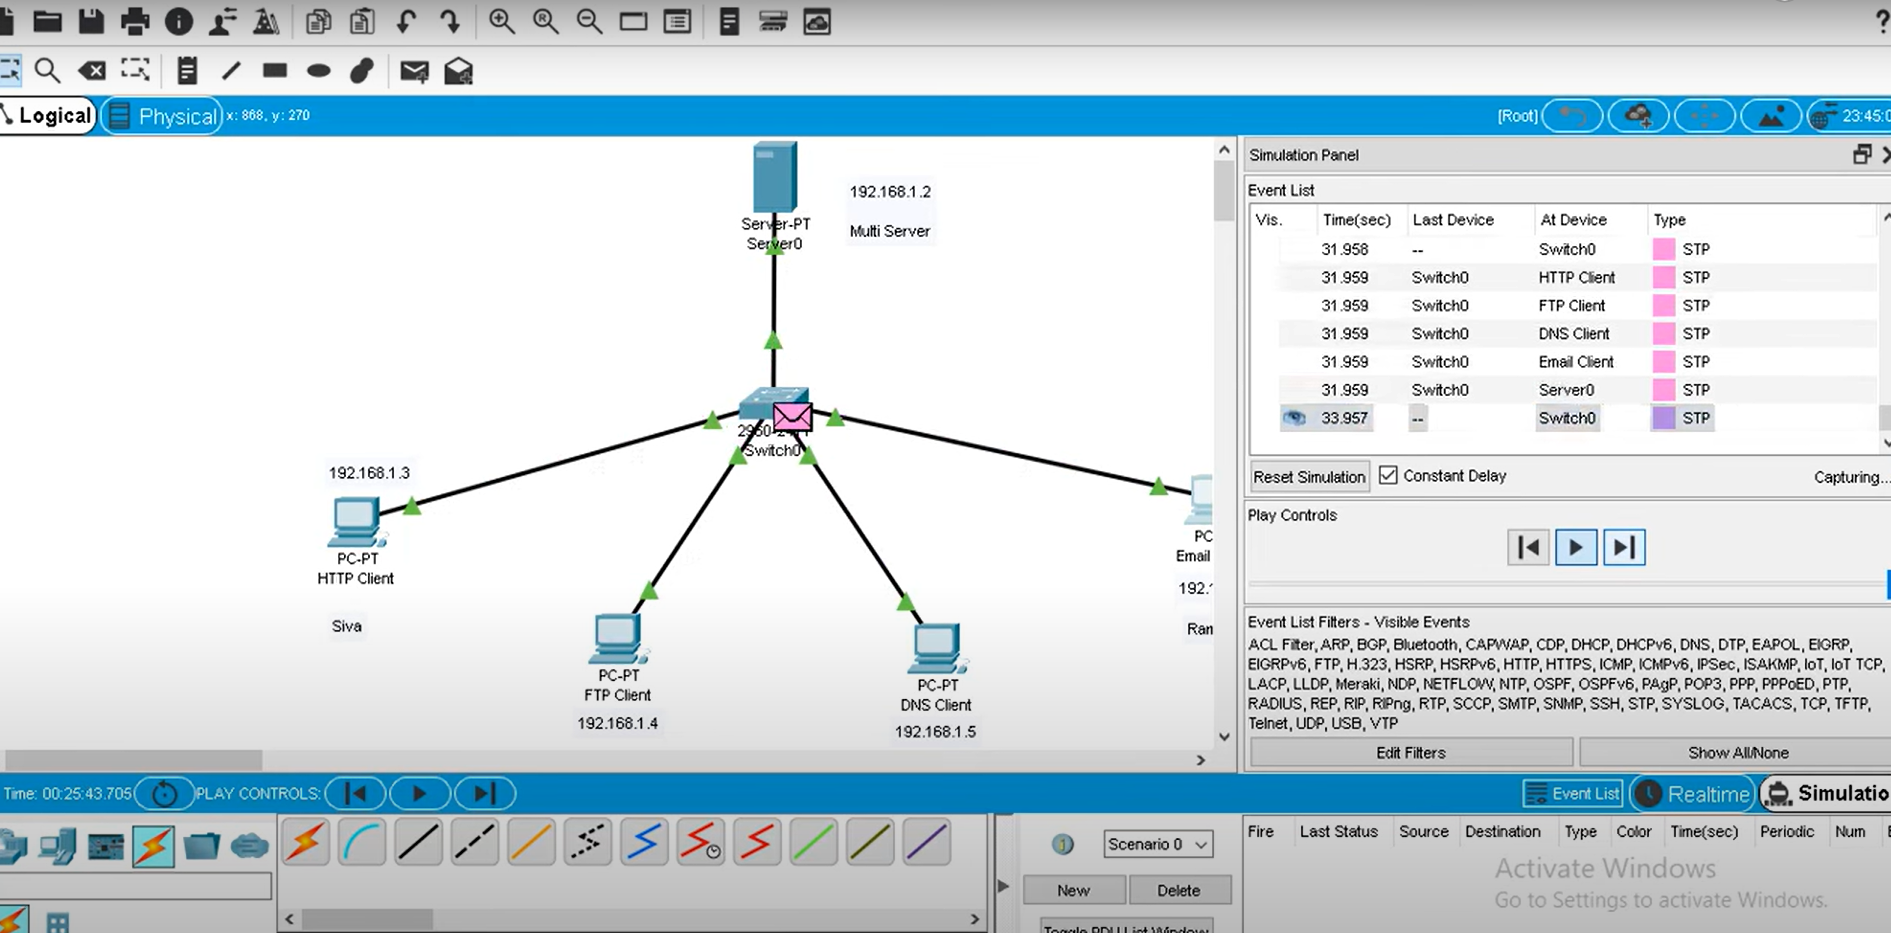 ?
Logical
Physical
x: 868, y: 270
[Root]
23:45:0
Server-PT
Server0
192.168.1.2
Multi Server
Switch0
192.168.1.3
PC-PT
HTTP Client
Siva
PC-PT
FTP Client
192.168.1.4
PC-PT
DNS Client
192.168.1.5
PC
Email
192.
Ran
Simulation Panel
Event List
Vis. Time(sec) Last Device At Device Type
31.958 -- Switch0 STP
31.959 Switch0 HTTP Client STP
31.959 Switch0 FTP Client STP
31.959 Switch0 DNS Client STP
31.959 Switch0 Email Client STP
31.959 Switch0 Server0 STP
33.957 -- Switch0 STP
Reset Simulation Constant Delay Capturing...
Play Controls
Event List Filters - Visible Events
ACL Filter, ARP, BGP, Bluetooth, CAPWAP, CDP, DHCP, DHCPv6, DNS, DTP, EAPOL, EIGRP,
EIGRPv6, FTP, H.323, HSRP, HSRPv6, HTTP, HTTPS, ICMP, ICMPv6, IPSec, ISAKMP, IoT, IoT TCP,
LACP, LLDP, Meraki, NDP, NETFLOW, NTP, OSPF, OSPFv6, PAgP, POP3, PPP, PPPoED, PTP,
RADIUS, REP, RIP, RIPng, RTP, SCCP, SMTP, SNMP, SSH, STP, SYSLOG, TACACS, TCP, TFTP,
Telnet, UDP, USB, VTP
Edit Filters Show All/None
Time: 00:25:43.705 PLAY CONTROLS:
Event List Realtime Simulatio
Scenario 0
New Delete
Toggle PDU List Window
Fire Last Status Source Destination Type Color Time(sec) Periodic Num
Activate Windows
Go to Settings to activate Windows.